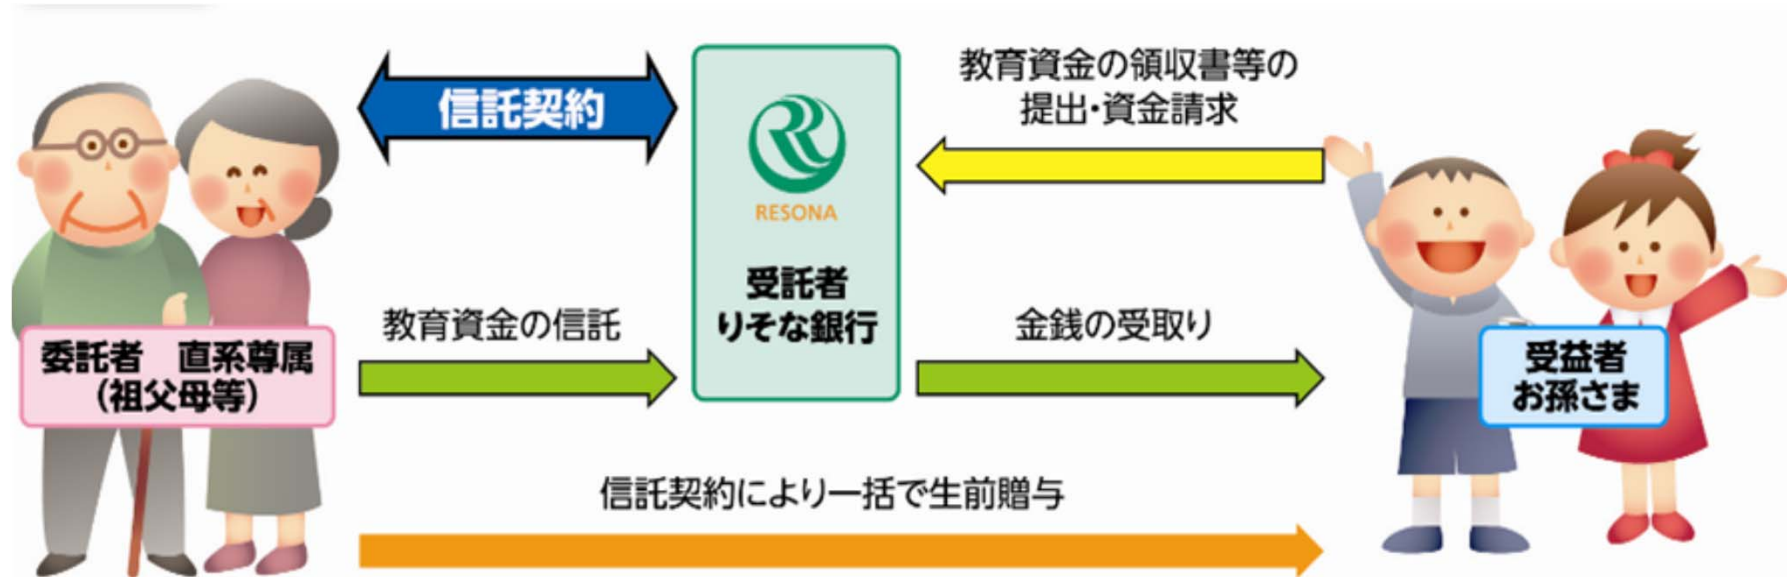 信託契約
教育資金の領収書等の
提出・資金請求
RESONA
受託者
りそな銀行
教育資金の信託
金銭の受取り
委託者 直系尊属
(祖父母等)
受益者
お孫さま
信託契約により一括で生前贈与